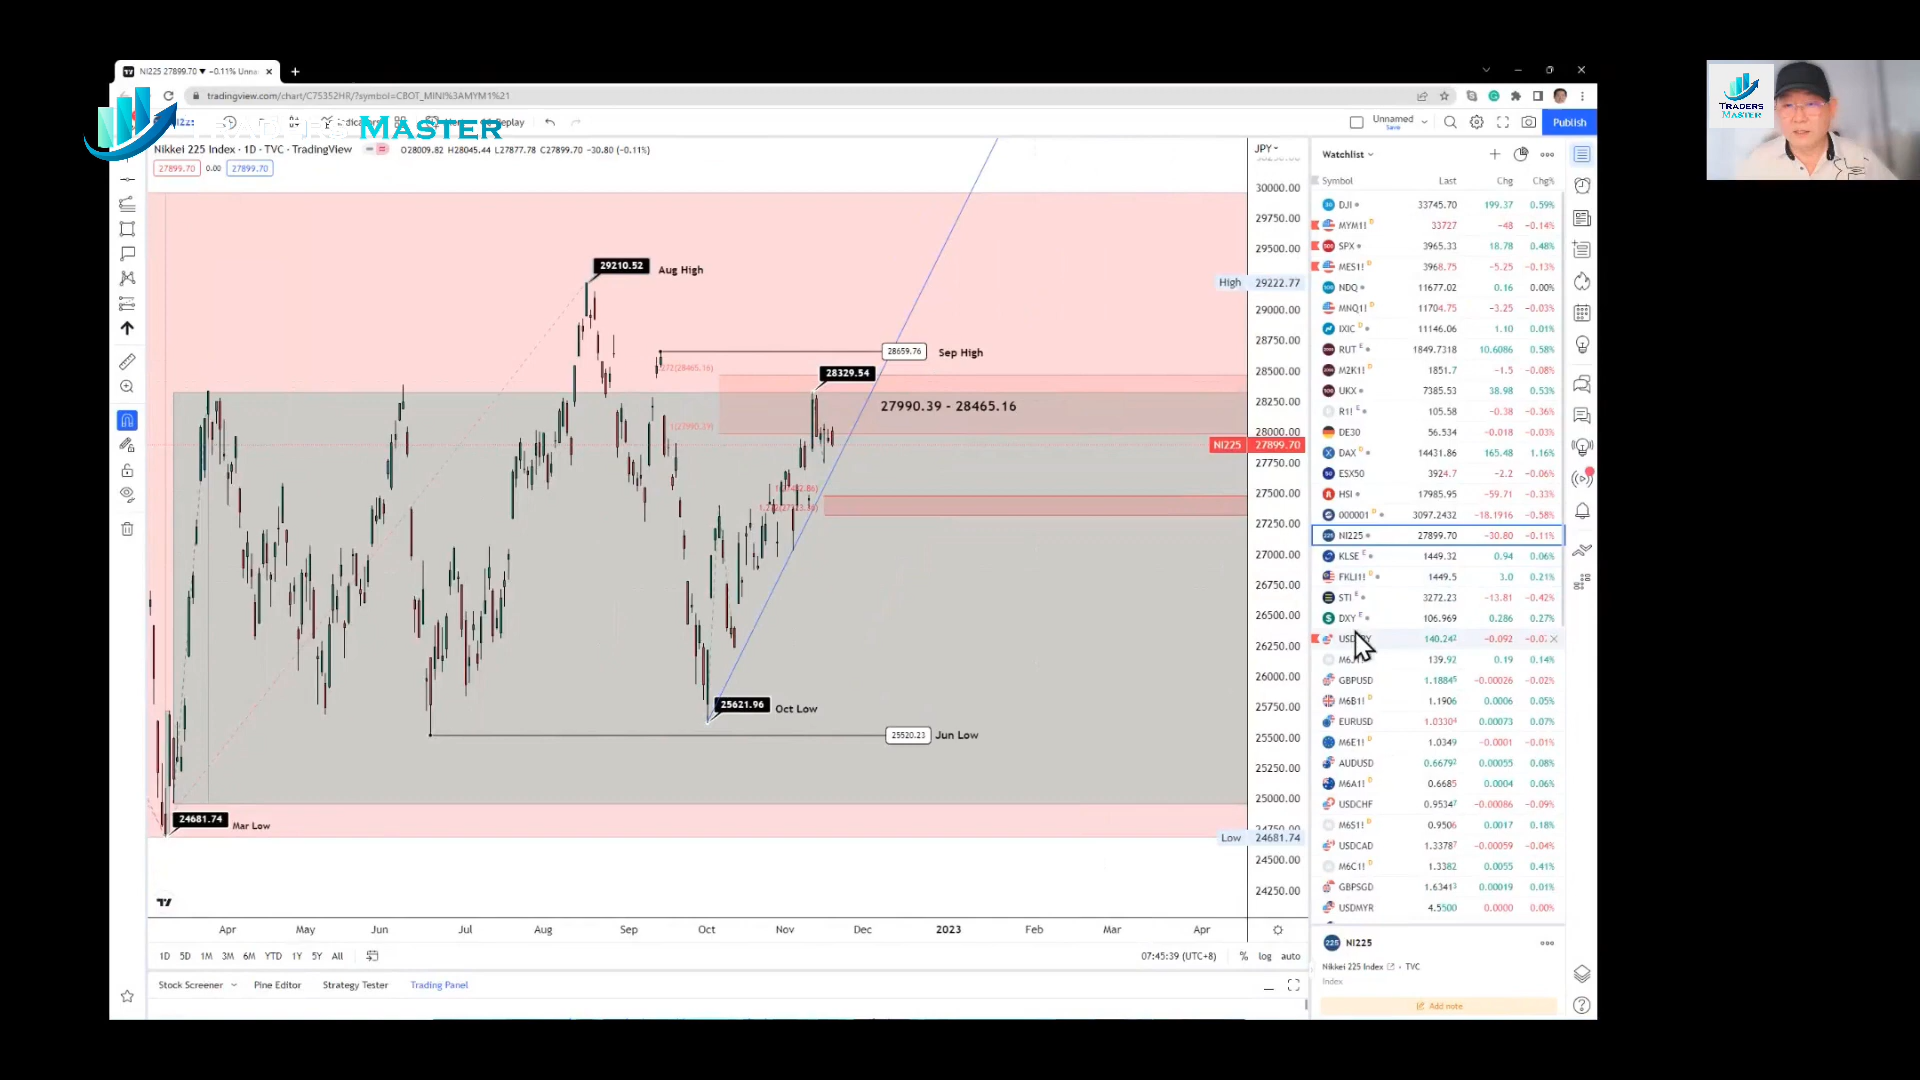 NI225 27899.70 ▼ −0.11% Unna
tradingview.com/chart/C7S352HR/?symbol=CBOT_MINI%3AMYM1%21
TRADERS MASTER
Replay
Unnamed
Save
Publish
Nikkei 225 Index · 1D · TVC · TradingView
O28009.82 H28045.44 L27877.78 C27899.70 −30.80 (−0.11%)
27899.70 0.00 27899.70
JPY
30000.00
29750.00
29500.00
High 29222.77
29000.00
28750.00
28500.00
28250.00
28000.00
NI225 27899.70
27750.00
27500.00
27250.00
27000.00
26750.00
26500.00
26250.00
26000.00
25750.00
25500.00
25250.00
25000.00
24750.00
Low 24681.74
24500.00
24250.00
29210.52 Aug High
28659.76 Sep High
28329.54
27990.39 - 28465.16
1(27990.39)
25621.96 Oct Low
25520.23 Jun Low
24681.74 Mar Low
Apr May Jun Jul Aug Sep Oct Nov Dec 2023 Feb Mar Apr
1D 5D 1M 3M 6M YTD 1Y 5Y All
07:45:39 (UTC+8) % log auto
Stock Screener Pine Editor Strategy Tester Trading Panel
Watchlist
Symbol Last Chg Chg%
DJI 33745.70 199.37 0.59%
MYM1! D 33727 −48 −0.14%
SPX 3965.33 18.78 0.48%
MES1! D 3968.75 −5.25 −0.13%
NDQ 11677.02 0.16 0.00%
MNQ1! D 11704.75 −3.25 −0.03%
IXIC D 11146.06 1.10 0.01%
RUT E 1849.7318 10.6086 0.58%
M2K1! D 1851.7 −1.5 −0.08%
UKX 7385.53 38.98 0.53%
R1! E 105.58 −0.38 −0.36%
DE30 56.534 −0.018 −0.03%
DAX D 14431.86 165.48 1.16%
ESX50 3924.7 −2.2 −0.06%
HSI 17985.95 −59.71 −0.33%
000001 D 3097.2432 −18.1916 −0.58%
NI225 27899.70 −30.80 −0.11%
KLSE E 1449.32 0.94 0.06%
FKLI1! D 1449.5 3.0 0.21%
STI E 3272.23 −13.81 −0.42%
DXY E 106.969 0.286 0.27%
140.242 −0.092
139.92 0.19 0.14%
GBPUSD 1.18845 −0.00026 −0.02%
M6B1! D 1.1906 0.0006 0.05%
EURUSD 1.03304 0.00073 0.07%
M6E1! D 1.0349 −0.0001 −0.01%
AUDUSD 0.66792 0.00055 0.08%
M6A1! D 0.6685 0.0004 0.06%
USDCHF 0.95347 −0.00086 −0.09%
M6S1! D 0.9506 0.0017 0.18%
USDCAD 1.33787 −0.00059 −0.04%
M6C1! D 1.3382 0.0055 0.41%
GBPSGD 1.63413 0.00019 0.01%
USDMYR 4.5500 0.0000 0.00%
NI225
Nikkei 225 Index · TVC
Index
Add note
TRADERS
MASTER